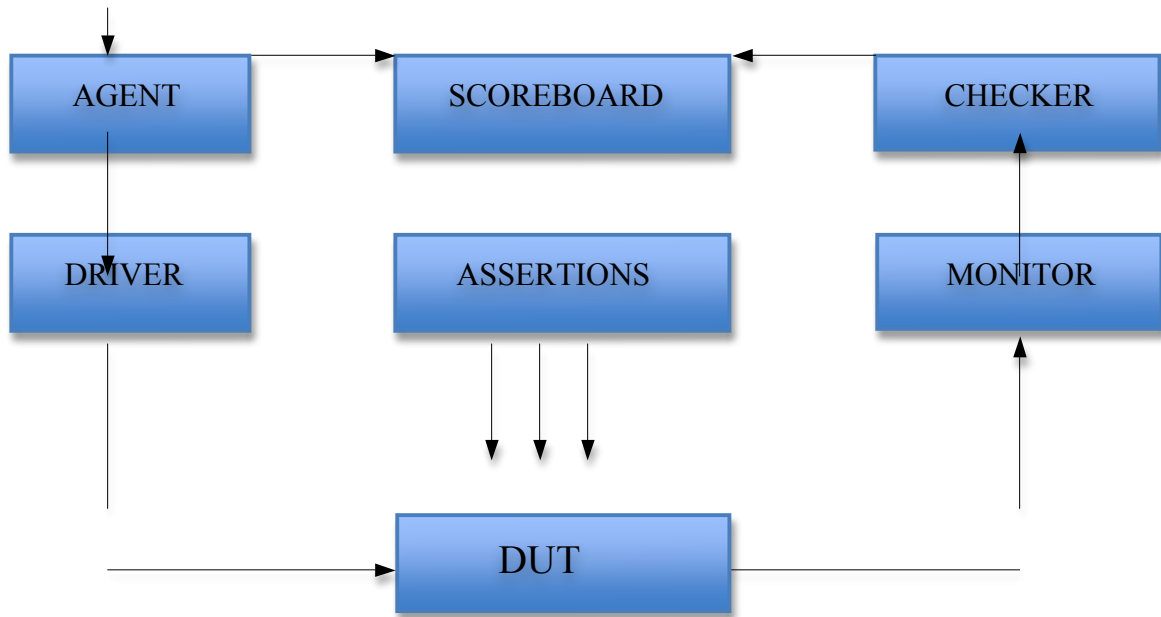 AGENT
SCOREBOARD
CHECKER
DRIVER
ASSERTIONS
MONITOR
DUT